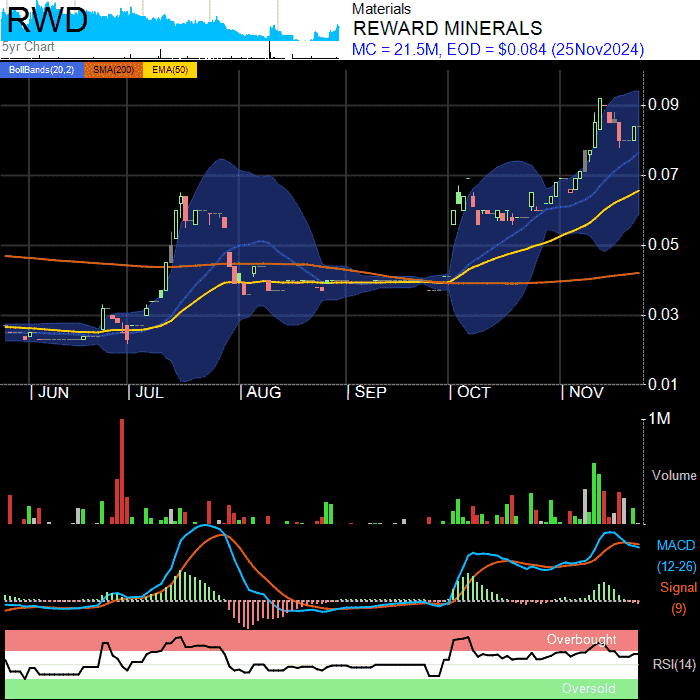 RWD
5yr Chart
Materials
REWARD MINERALS
MC = 21.5M, EOD = $0.084 (25Nov2024)
BollBands(20,2) SMA(200) EMA(50)
0.09
0.07
0.05
0.03
0.01
JUN JUL AUG SEP OCT NOV
1M
Volume
MACD
(12-26)
Signal
(9)
Overbought
RSI(14)
Oversold